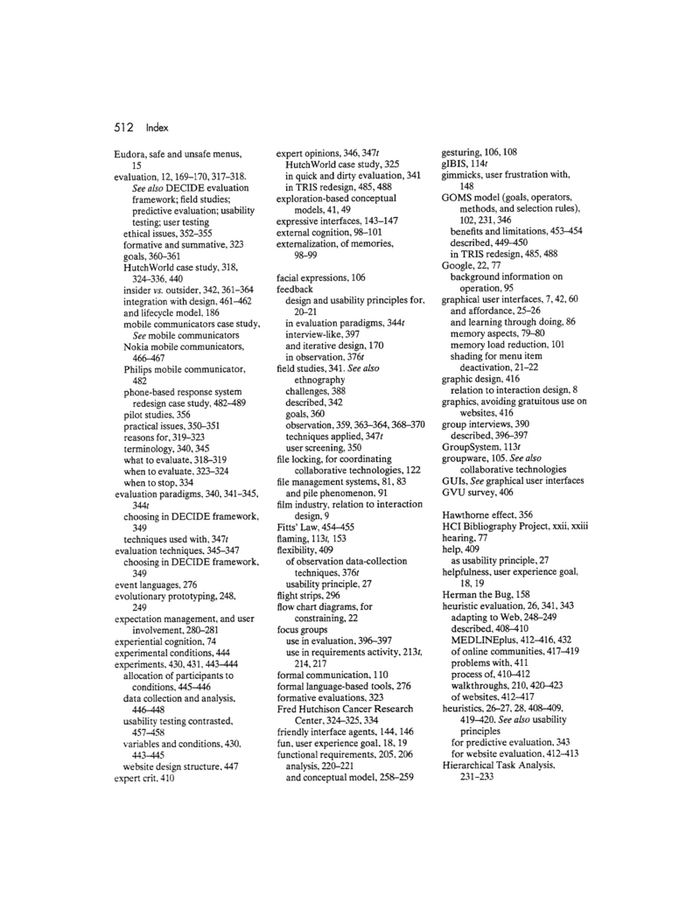 512 Index
Eudora, safe and unsafe menus,
15
evaluation, 12, 169–170, 317–318.
See also DECIDE evaluation
framework; field studies;
predictive evaluation; usability
testing; user testing
ethical issues, 352–355
formative and summative, 323
goals, 360–361
HutchWorld case study, 318,
324–336, 440
insider vs. outsider, 342, 361–364
integration with design, 461–462
and lifecycle model, 186
mobile communicators case study,
See mobile communicators
Nokia mobile communicators,
466–467
Philips mobile communicator,
482
phone-based response system
redesign case study, 482–489
pilot studies, 356
practical issues, 350–351
reasons for, 319–323
terminology, 340, 345
what to evaluate, 318–319
when to evaluate, 323–324
when to stop, 334
evaluation paradigms, 340, 341–345,
344t
choosing in DECIDE framework,
349
techniques used with, 347t
evaluation techniques, 345–347
choosing in DECIDE framework,
349
event languages, 276
evolutionary prototyping, 248,
249
expectation management, and user
involvement, 280–281
experiential cognition, 74
experimental conditions, 444
experiments, 430, 431, 443–444
allocation of participants to
conditions, 445–446
data collection and analysis,
446–448
usability testing contrasted,
457–458
variables and conditions, 430,
443–445
website design structure, 447
expert crit, 410
expert opinions, 346, 347t
HutchWorld case study, 325
in quick and dirty evaluation, 341
in TRIS redesign, 485, 488
exploration-based conceptual
models, 41, 49
expressive interfaces, 143–147
external cognition, 98–101
externalization, of memories,
98–99
facial expressions, 106
feedback
design and usability principles for,
20–21
in evaluation paradigms, 344t
interview-like, 397
and iterative design, 170
in observation, 376t
field studies, 341. See also
ethnography
challenges, 388
described, 342
goals, 360
observation, 359, 363–364, 368–370
techniques applied, 347t
user screening, 350
file locking, for coordinating
collaborative technologies, 122
file management systems, 81, 83
and pile phenomenon, 91
film industry, relation to interaction
design, 9
Fitts' Law, 454–455
flaming, 113t, 153
flexibility, 409
of observation data-collection
techniques, 376t
usability principle, 27
flight strips, 296
flow chart diagrams, for
constraining, 22
focus groups
use in evaluation, 396–397
use in requirements activity, 213t,
214, 217
formal communication, 110
formal language-based tools, 276
formative evaluations, 323
Fred Hutchison Cancer Research
Center, 324–325, 334
friendly interface agents, 144, 146
fun, user experience goal, 18, 19
functional requirements, 205, 206
analysis, 220–221
and conceptual model, 258–259
gesturing, 106, 108
gIBIS, 114t
gimmicks, user frustration with,
148
GOMS model (goals, operators,
methods, and selection rules),
102, 231, 346
benefits and limitations, 453–454
described, 449–450
in TRIS redesign, 485, 488
Google, 22, 77
background information on
operation, 95
graphical user interfaces, 7, 42, 60
and affordance, 25–26
and learning through doing, 86
memory aspects, 79–80
memory load reduction, 101
shading for menu item
deactivation, 21–22
graphic design, 416
relation to interaction design, 8
graphics, avoiding gratuitous use on
websites, 416
group interviews, 390
described, 396–397
GroupSystem, 113t
groupware, 105. See also
collaborative technologies
GUIs, See graphical user interfaces
GVU survey, 406
Hawthorne effect, 356
HCI Bibliography Project, xxii, xxiii
hearing, 77
help, 409
as usability principle, 27
helpfulness, user experience goal,
18, 19
Herman the Bug, 158
heuristic evaluation, 26, 341, 343
adapting to Web, 248–249
described, 408–410
MEDLINEplus, 412–416, 432
of online communities, 417–419
problems with, 411
process of, 410–412
walkthroughs, 210, 420–423
of websites, 412–417
heuristics, 26–27, 28, 408–409,
419–420. See also usability
principles
for predictive evaluation, 343
for website evaluation, 412–413
Hierarchical Task Analysis,
231–233